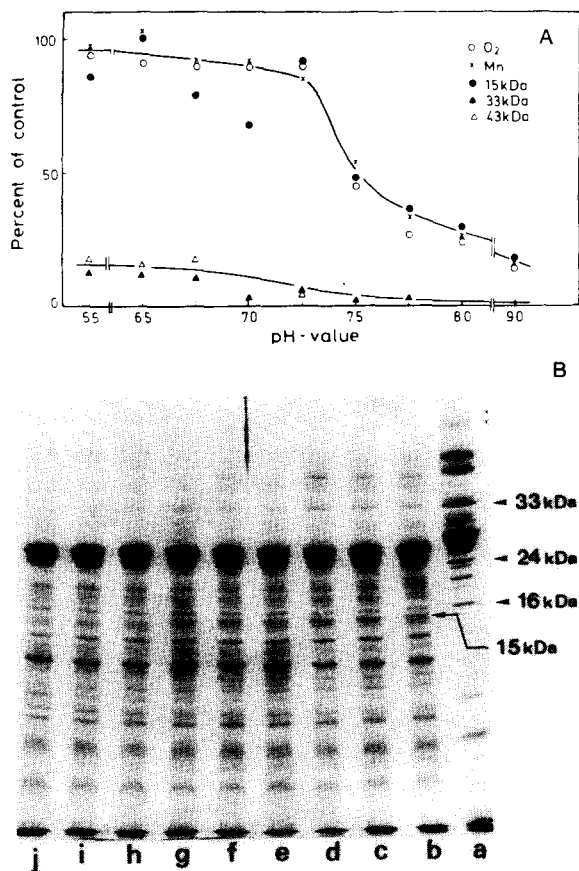 A
100
50
0
Percent of control
O₂
Mn
15kDa
33kDa
43kDa
55 65 70 75 80 90
pH-value
B
33kDa
24kDa
16kDa
15kDa
j i h g f e d c b a